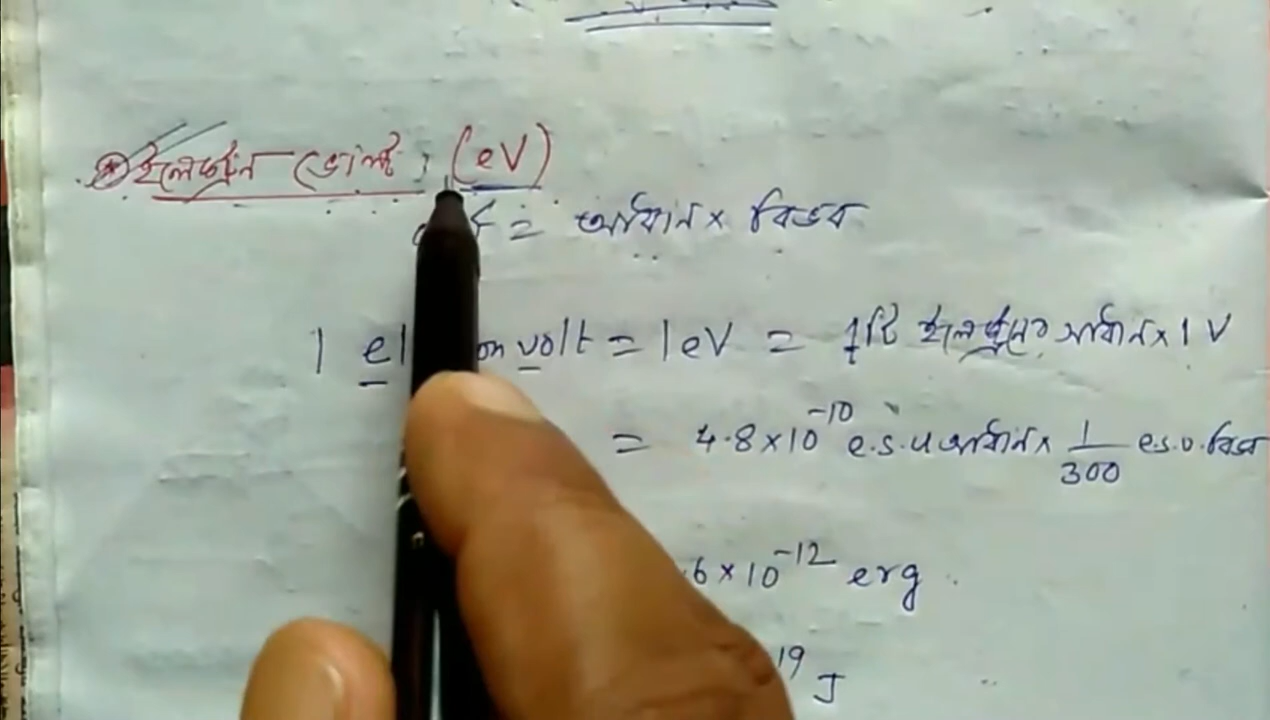 ইলেকট্রন ভোল্ট : (eV)
= আধান × বিভব
1 el on volt = 1eV = 1টি ইলেকট্রনের আধান × 1 V
= 4.8×10⁻¹⁰ e.s.u আধান × 1/300 e.s.u. বিভব
.6×10⁻¹² erg
19 J